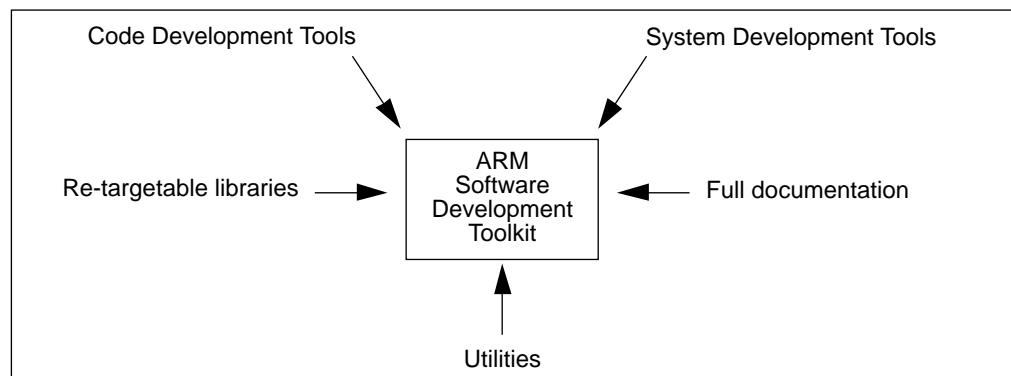 Code Development Tools
System Development Tools
ARM
Software
Development
Toolkit
Re-targetable libraries
Full documentation
Utilities